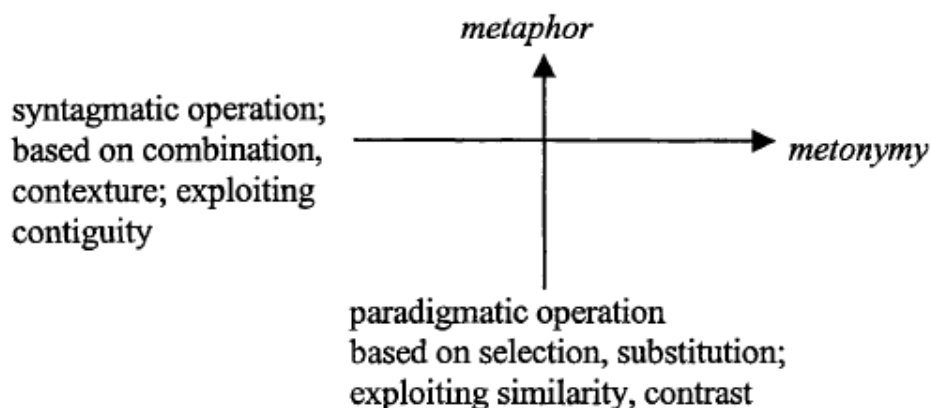 metaphor
syntagmatic operation;
based on combination,
contexture; exploiting
contiguity
metonymy
paradigmatic operation
based on selection, substitution;
exploiting similarity, contrast